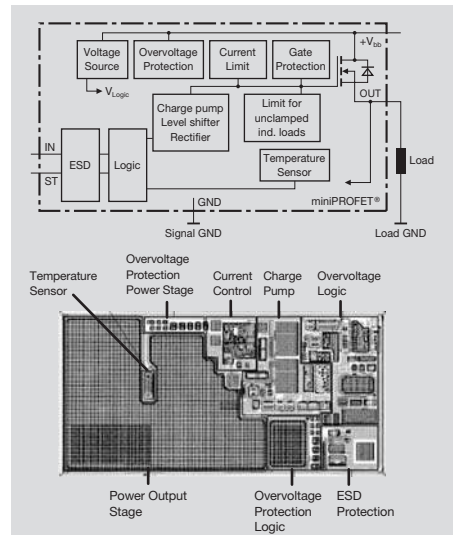 +Vbb
Voltage
Source
Overvoltage
Protection
Current
Limit
Gate
Protection
OUT
VLogic
Charge pump
Level shifter
Rectifier
Limit for
unclamped
ind. loads
IN
ST
ESD
Logic
Temperature
Sensor
Load
GND
miniPROFET®
Signal GND
Load GND
Temperature
Sensor
Overvoltage
Protection
Power Stage
Current
Control
Charge
Pump
Overvoltage
Logic
Power Output
Stage
Overvoltage
Protection
Logic
ESD
Protection